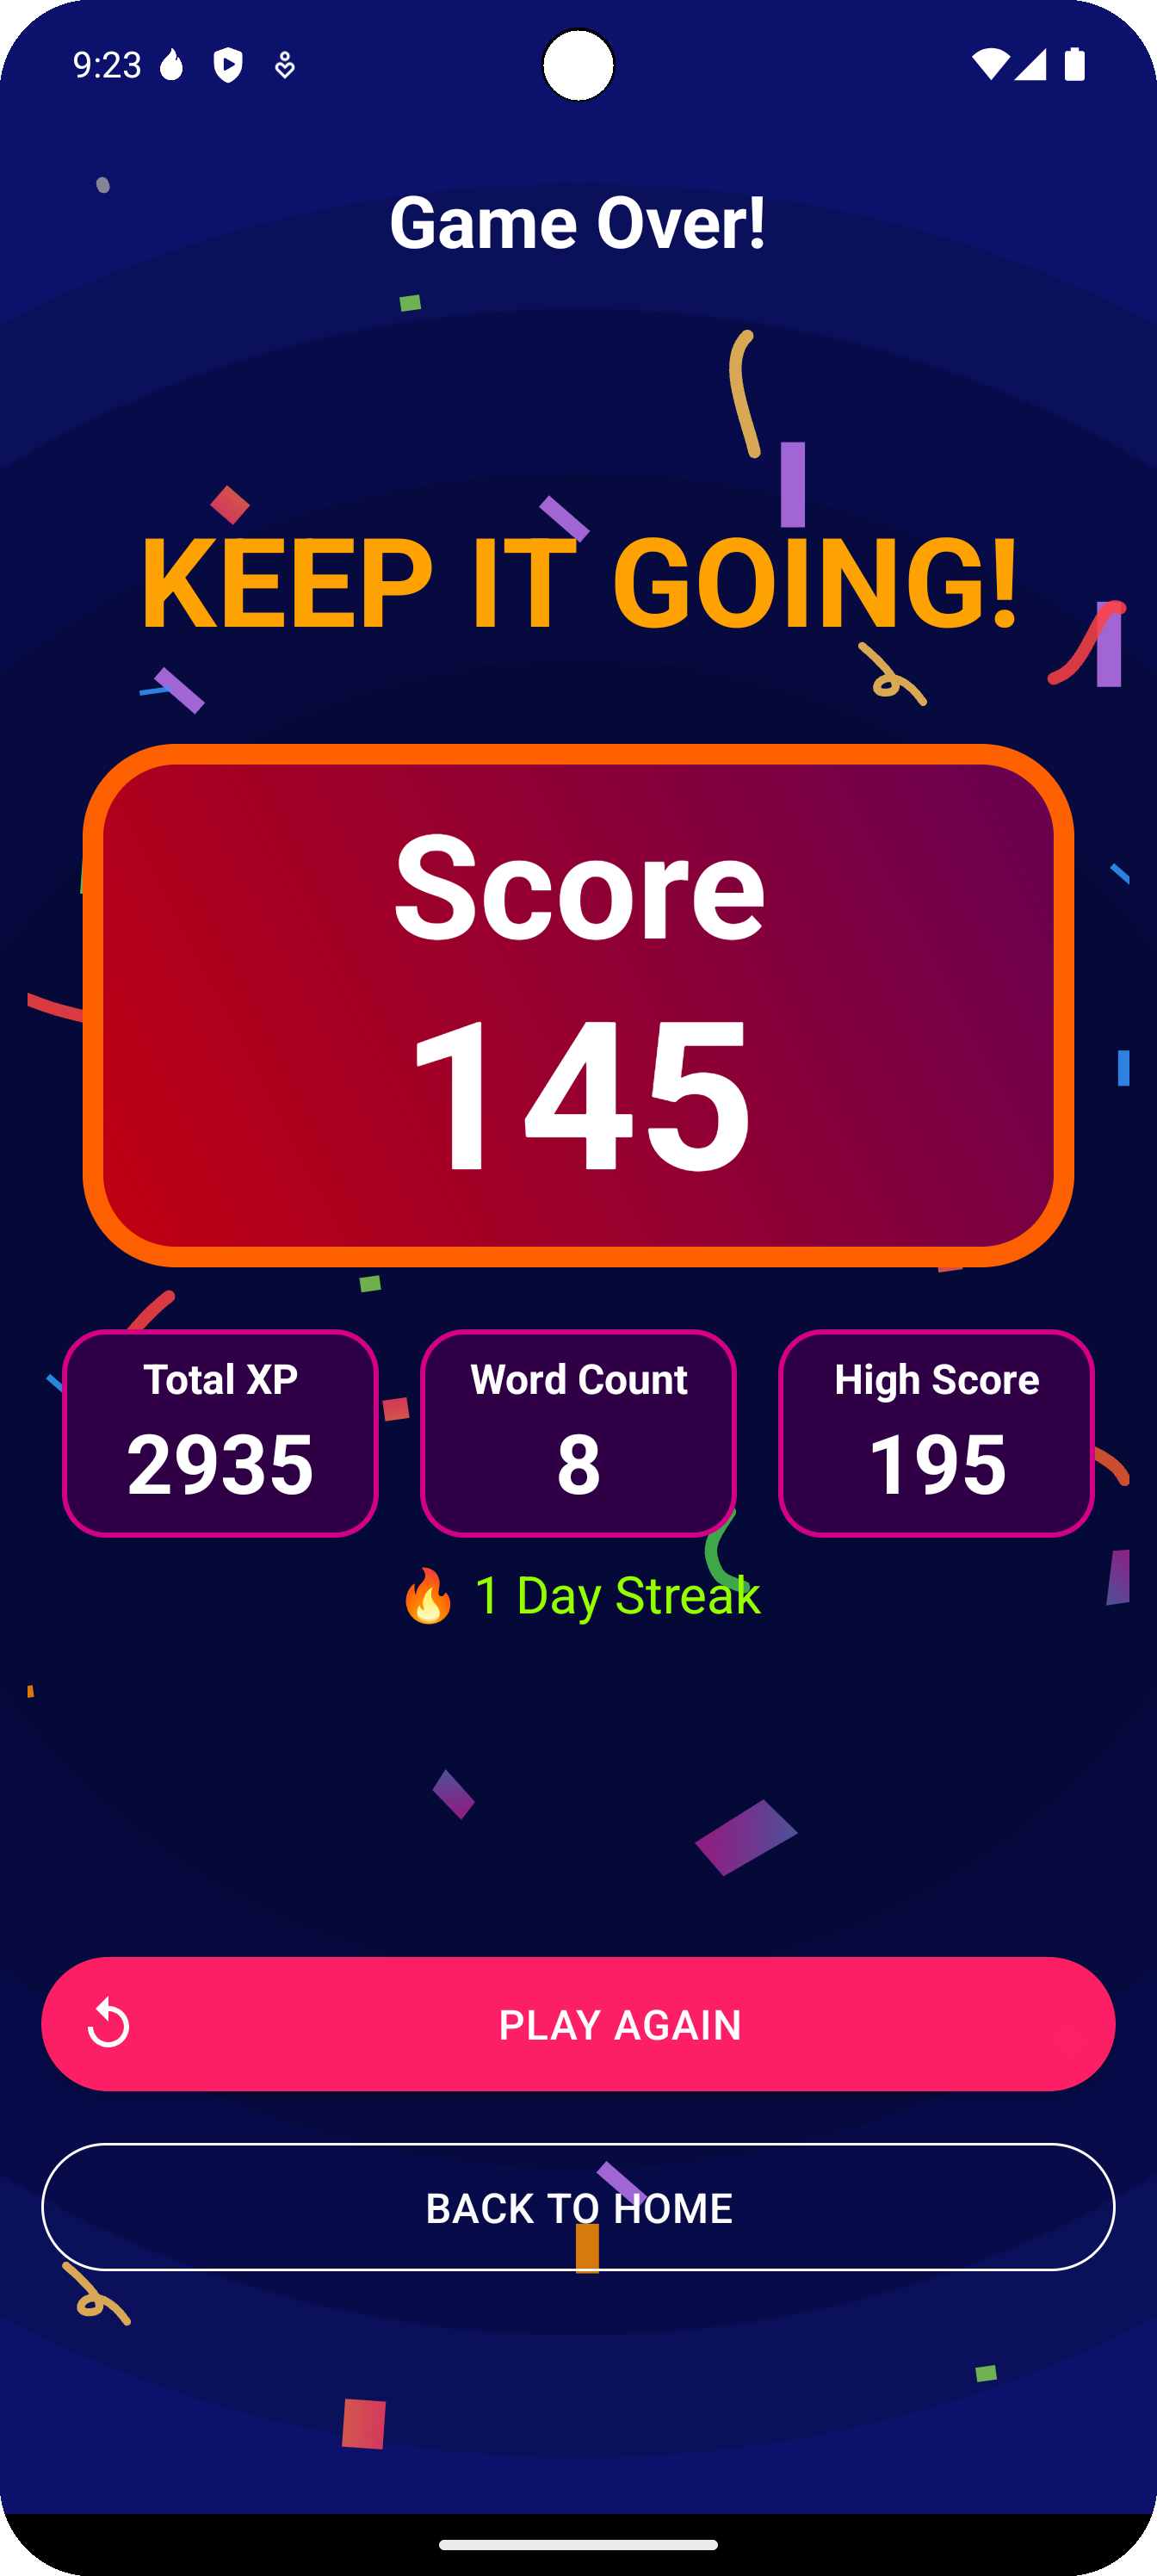 9:23
Game Over!
KEEP IT GOING!
Score
145
Total XP
2935
Word Count
8
High Score
195
🔥 1 Day Streak
PLAY AGAIN
BACK TO HOME